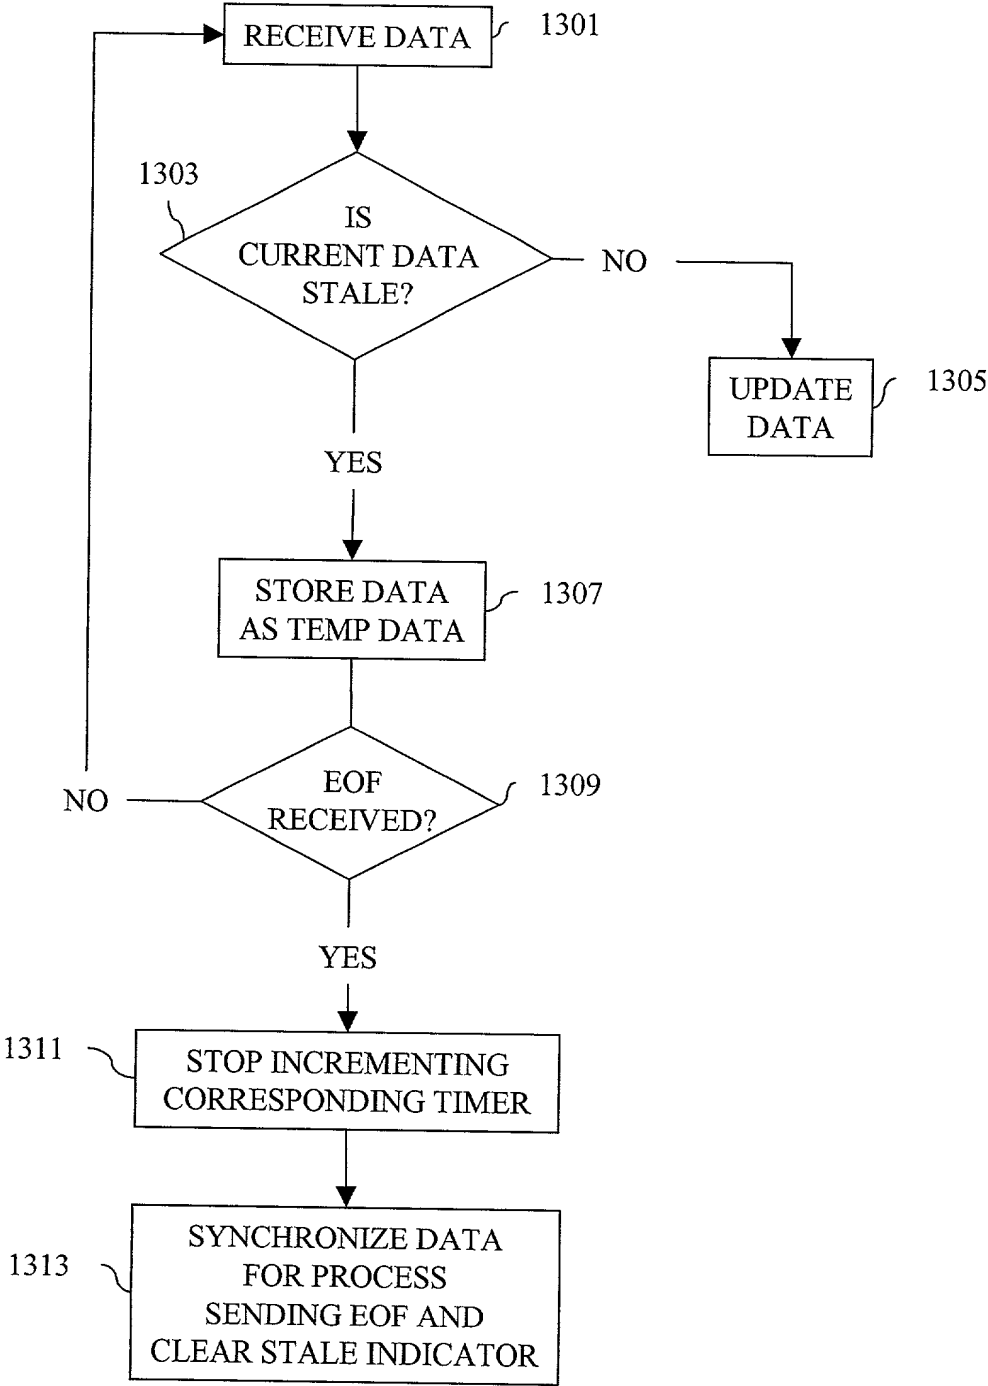 RECEIVE DATA
1301
1303
IS
CURRENT DATA
STALE?
NO
UPDATE
DATA
1305
YES
STORE DATA
AS TEMP DATA
1307
EOF
RECEIVED?
1309
NO
YES
1311
STOP INCREMENTING
CORRESPONDING TIMER
1313
SYNCHRONIZE DATA
FOR PROCESS
SENDING EOF AND
CLEAR STALE INDICATOR